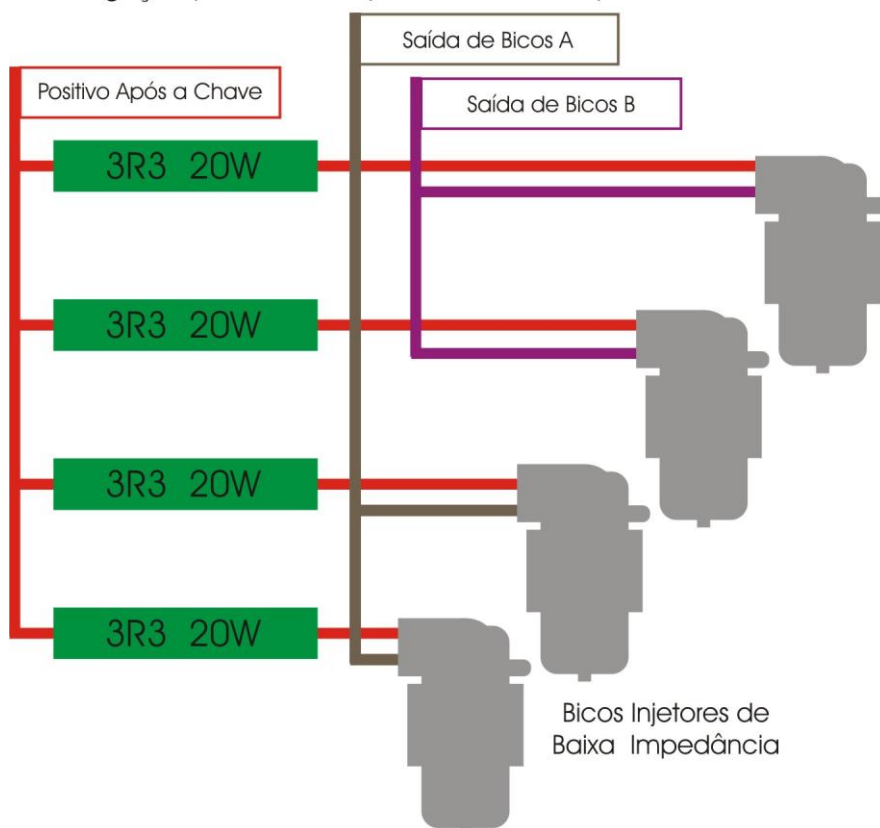 Saída de Bicos A
Positivo Após a Chave
Saída de Bicos B
3R3 20W
3R3 20W
3R3 20W
3R3 20W
Bicos Injetores de
Baixa Impedância